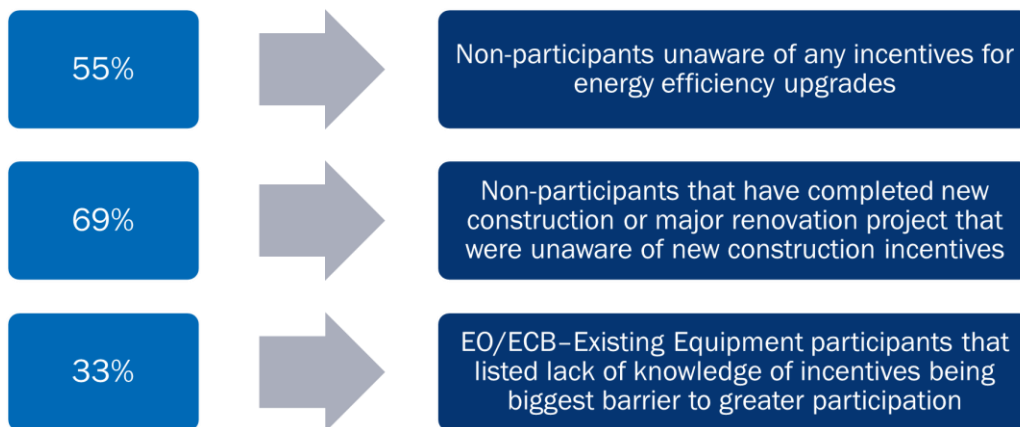 55%
Non-participants unaware of any incentives for
energy efficiency upgrades
69%
Non-participants that have completed new
construction or major renovation project that
were unaware of new construction incentives
33%
EO/ECB–Existing Equipment participants that
listed lack of knowledge of incentives being
biggest barrier to greater participation